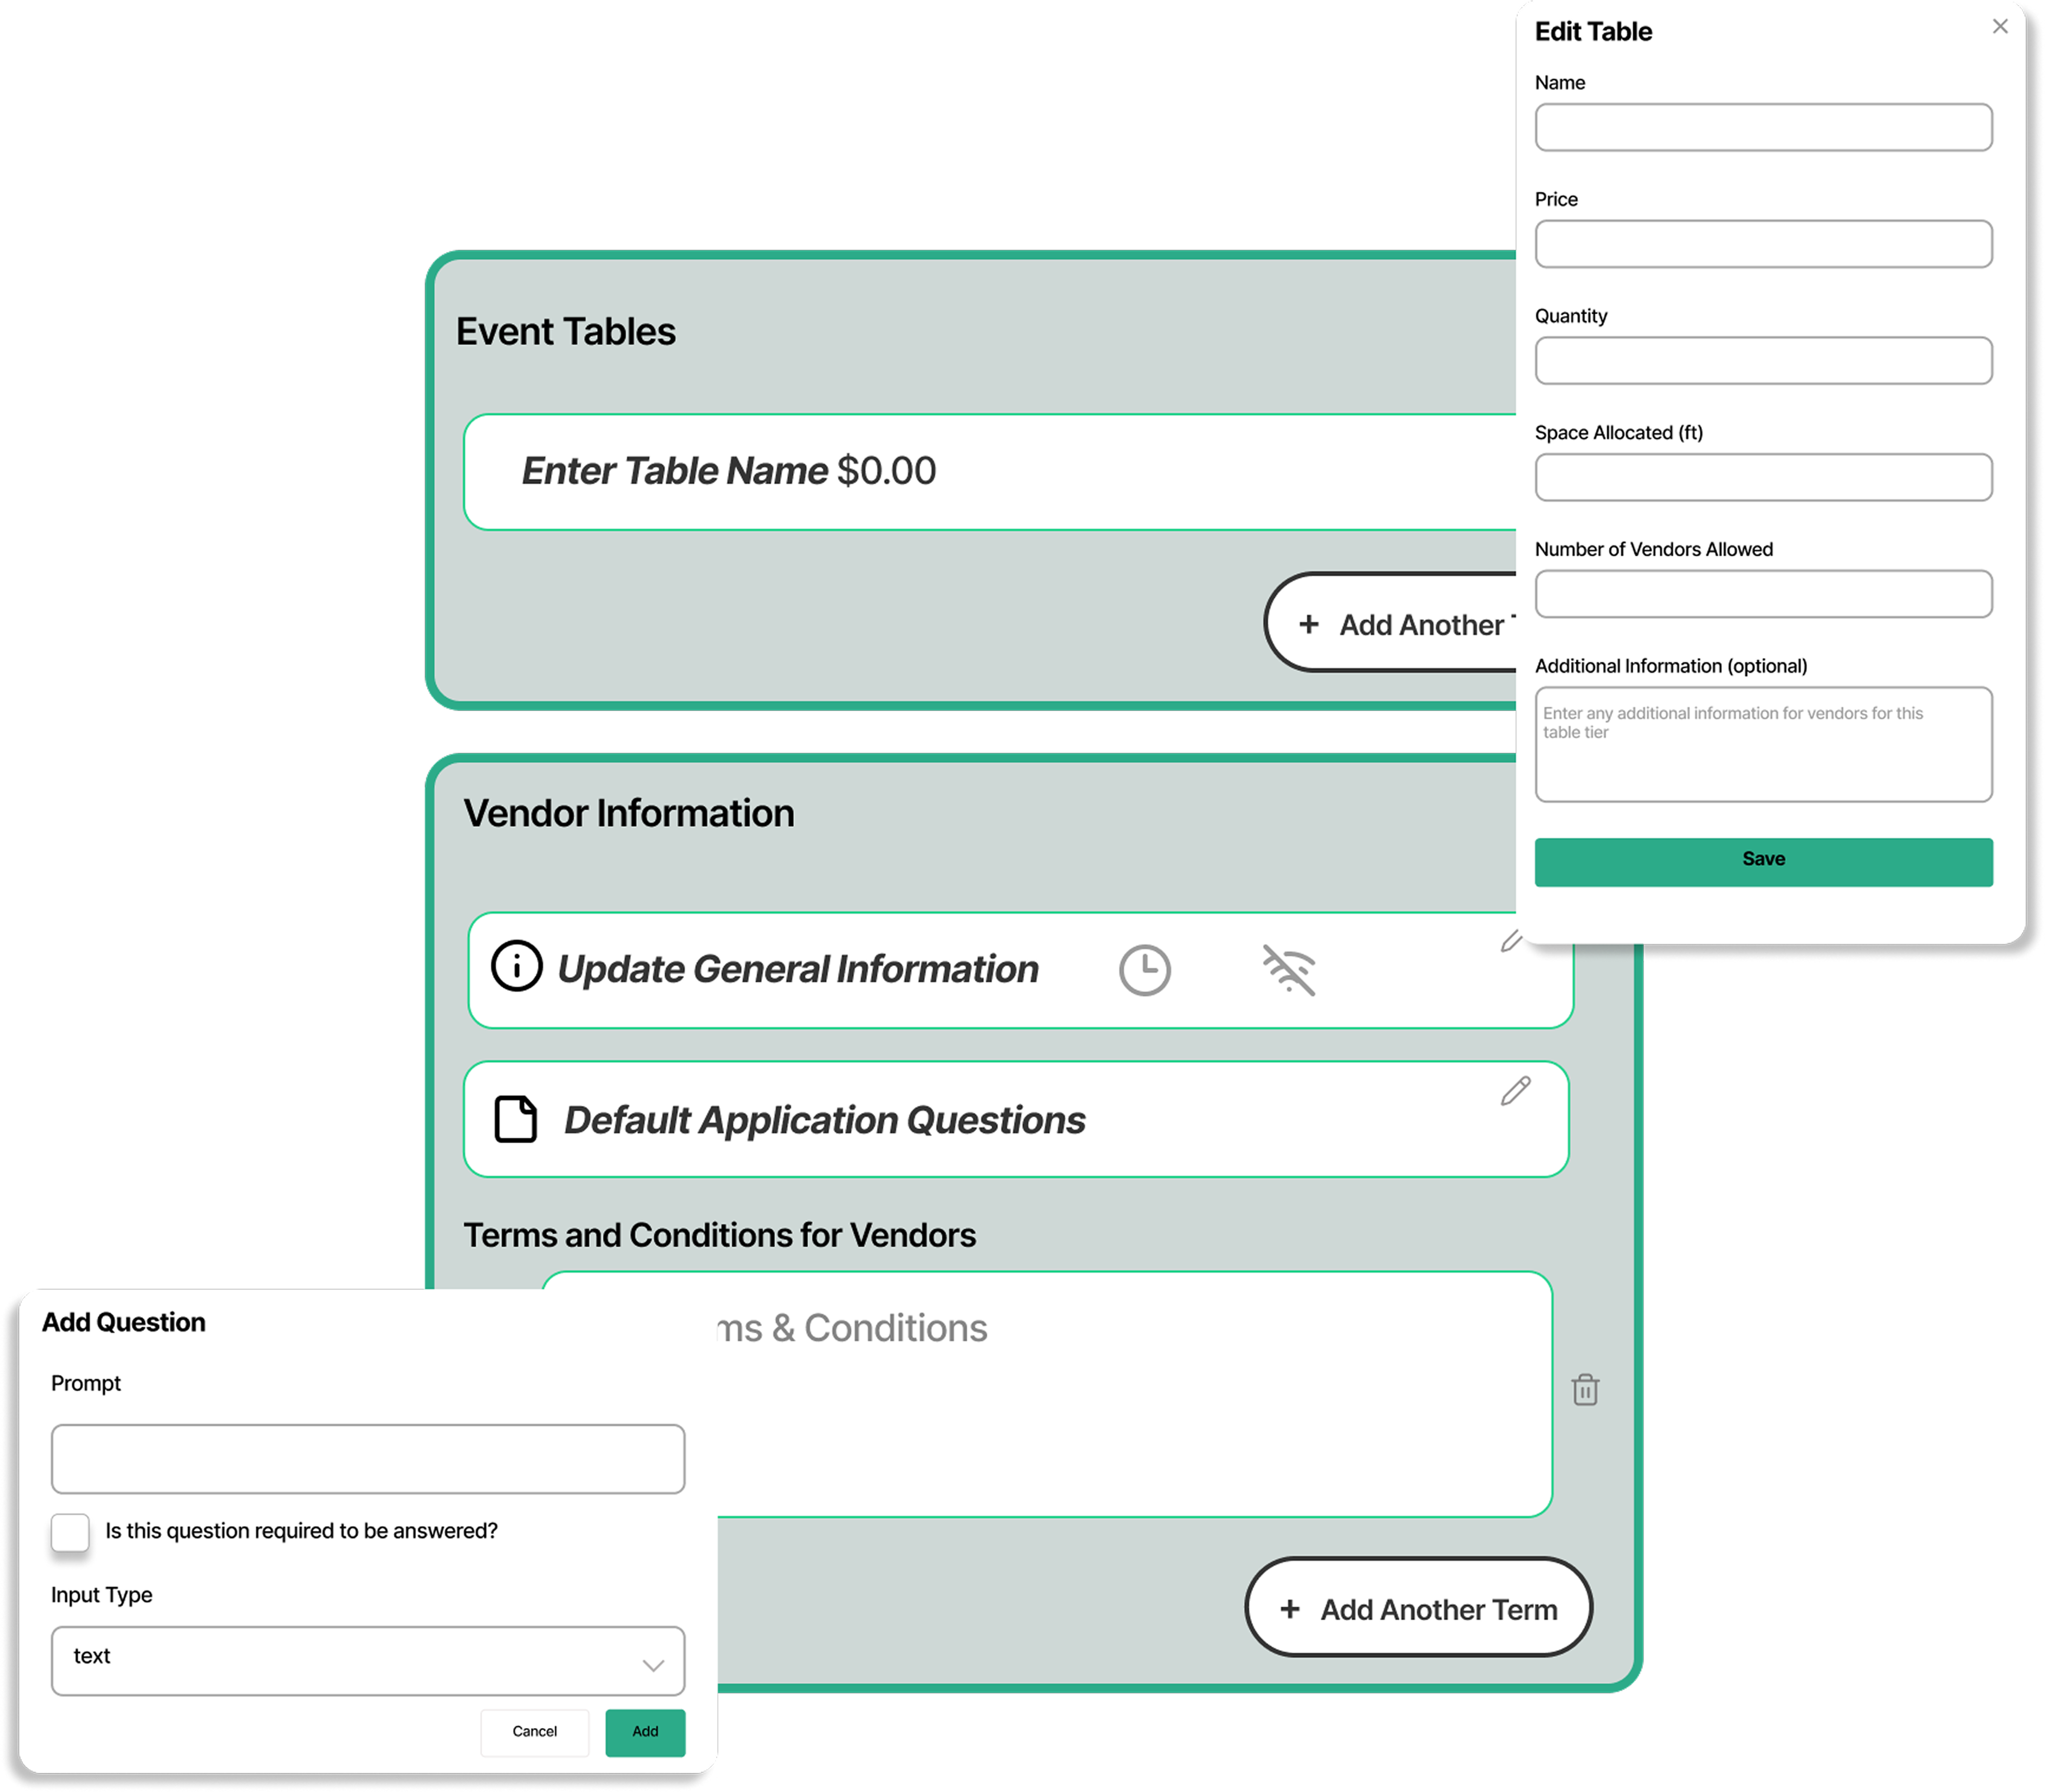 Edit Table
Name
Price
Quantity
Space Allocated (ft)
Number of Vendors Allowed
Additional Information (optional)
Enter any additional information for vendors for this
table tier
Save
Event Tables
Enter Table Name $0.00
+ Add Another
Vendor Information
Update General Information
Default Application Questions
Terms and Conditions for Vendors
& Conditions
+ Add Another Term
Add Question
Prompt
Is this question required to be answered?
Input Type
text
Cancel
Add